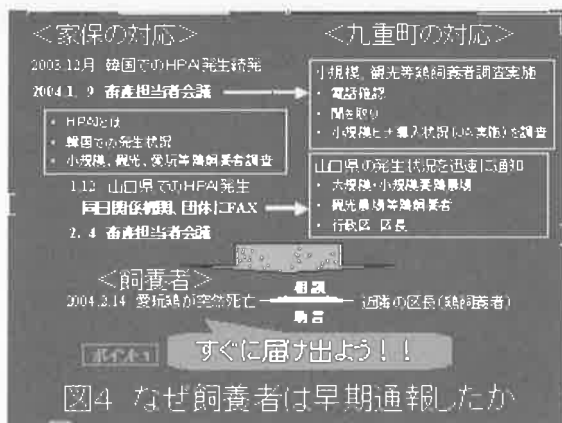 ＜家保の対応＞
2003.12月 韓国でのHPAI発生続発
2004.1. 9 畜産担当者会議
・ HPAIとは
・ 韓国での発生状況
・ 小規模、観光、愛玩等鶏飼養者調査
1.12 山口県でのHPAI発生
同日関係機関、団体にFAX
2. 4 畜産担当者会議
＜九重町の対応＞
小規模、観光等鶏飼養者調査実施
・ 電話確認
・ 聞き取り
・ 小規模ヒナ導入状況(JA実施)を調査
山口県の発生状況を迅速に通知
・ 大規模・小規模養鶏農場
・ 観光農場等鶏飼養者
・ 行政区 区長
＜飼養者＞
2004.2.14 愛玩鶏が突然死亡
相談
助言
近隣の区長(鶏飼養者)
ポイント1
すぐに届け出よう！！
図4 なぜ飼養者は早期通報したか